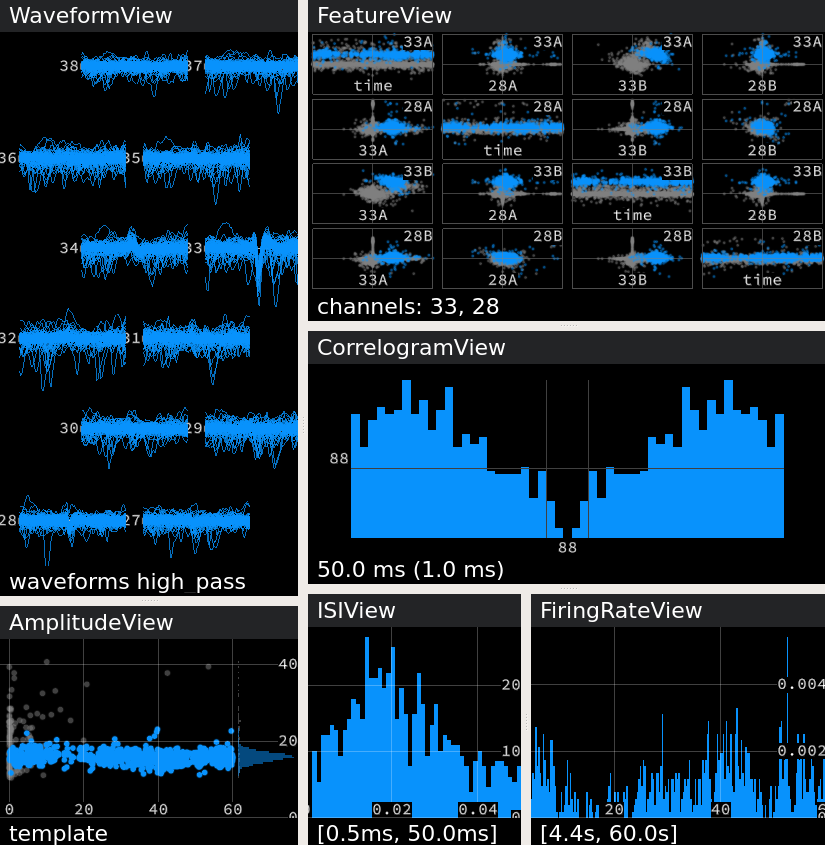 WaveformView
38 37
36 35
34 33
32 31
30 29
28 27
waveforms high_pass
FeatureView
33A 33A 33A 33A
time 28A 33B 28B
28A 28A 28A 28A
33A time 33B 28B
33B 33B 33B 33B
33A 28A time 28B
28B 28B 28B 28B
33A 28A 33B time
channels: 33, 28
CorrelogramView
88
88
50.0 ms (1.0 ms)
AmplitudeView
40
20
0 20 40 60 0
template
ISIView
20
10
0.02 0.04 0
[0.5ms, 50.0ms]
FiringRateView
0.004
0.002
20 40
[4.4s, 60.0s]